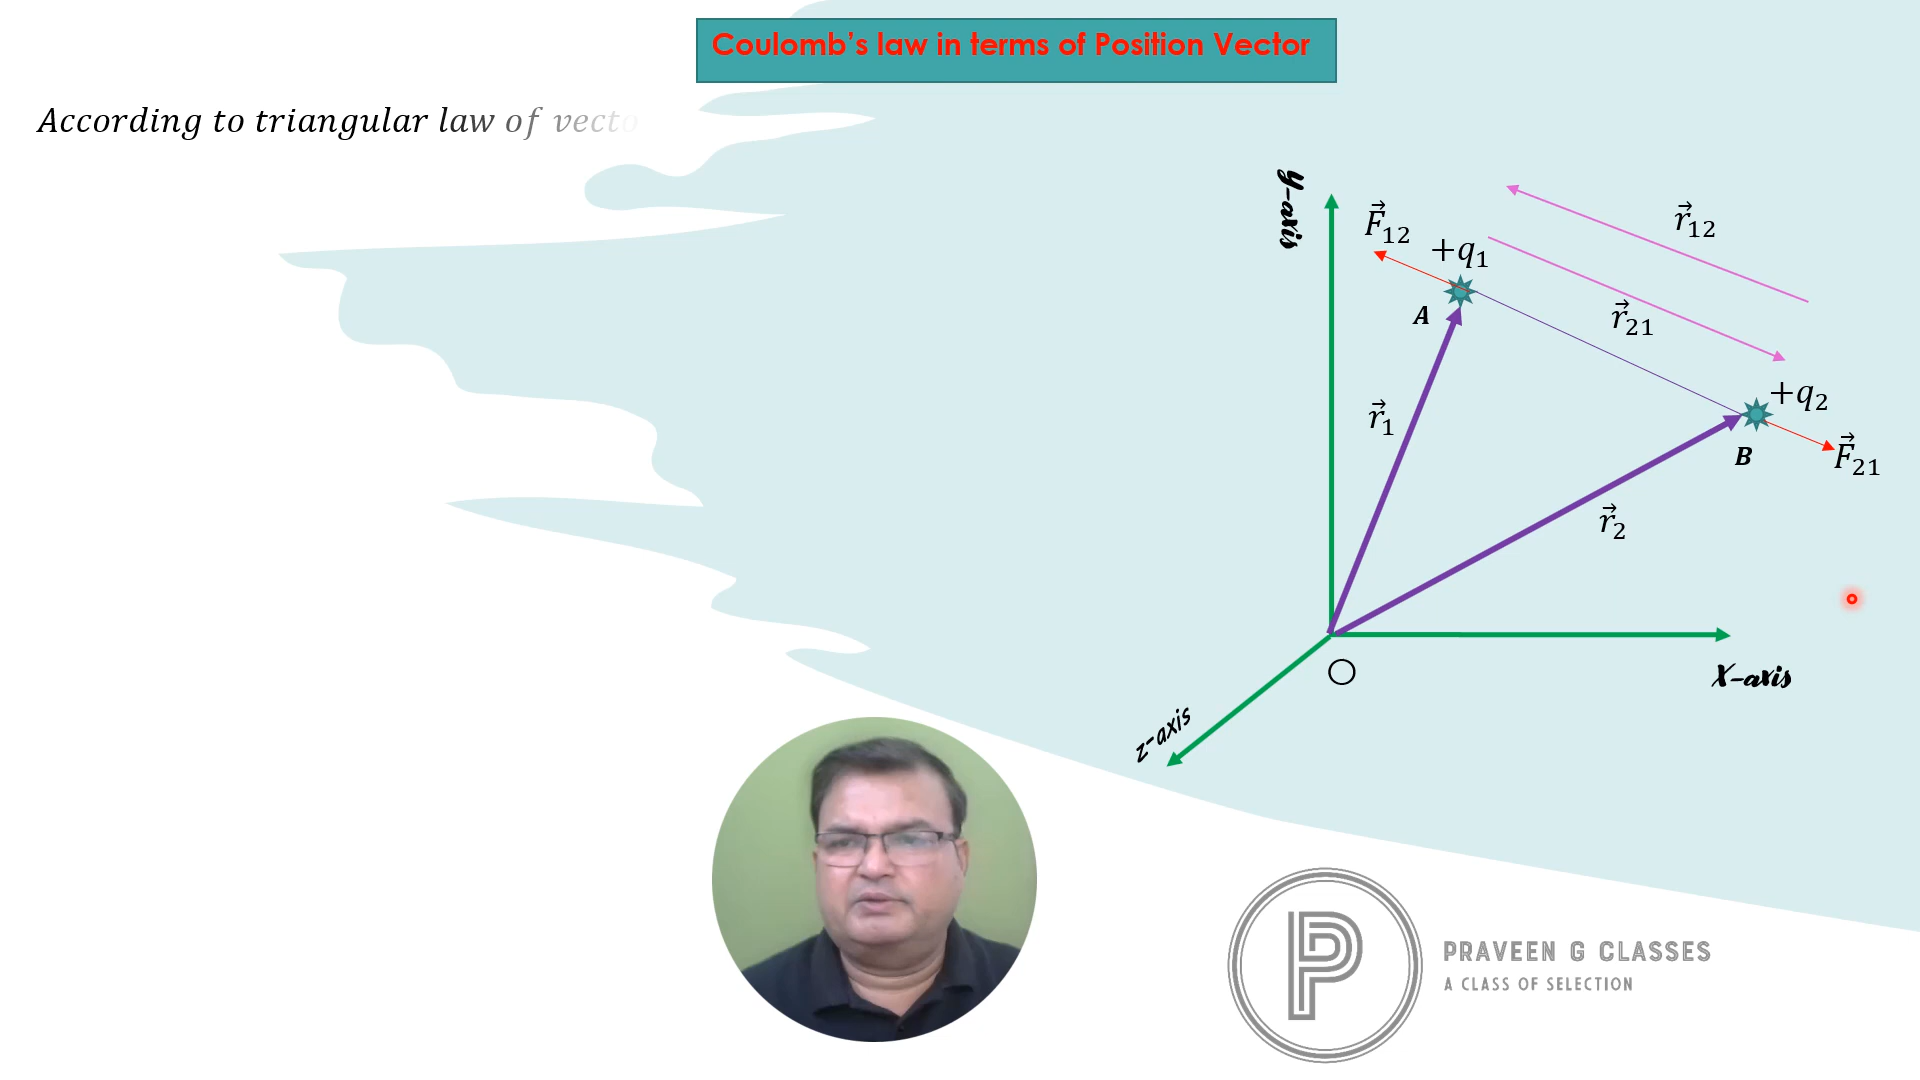 Coulomb's law in terms of Position Vector
According to triangular law of vecto
Y-axis
F⃗₁₂
+q₁
r⃗₁₂
A
r⃗₂₁
r⃗₁
+q₂
B
F⃗₂₁
r⃗₂
O
X-axis
z-axis
PRAVEEN G CLASSES
A CLASS OF SELECTION